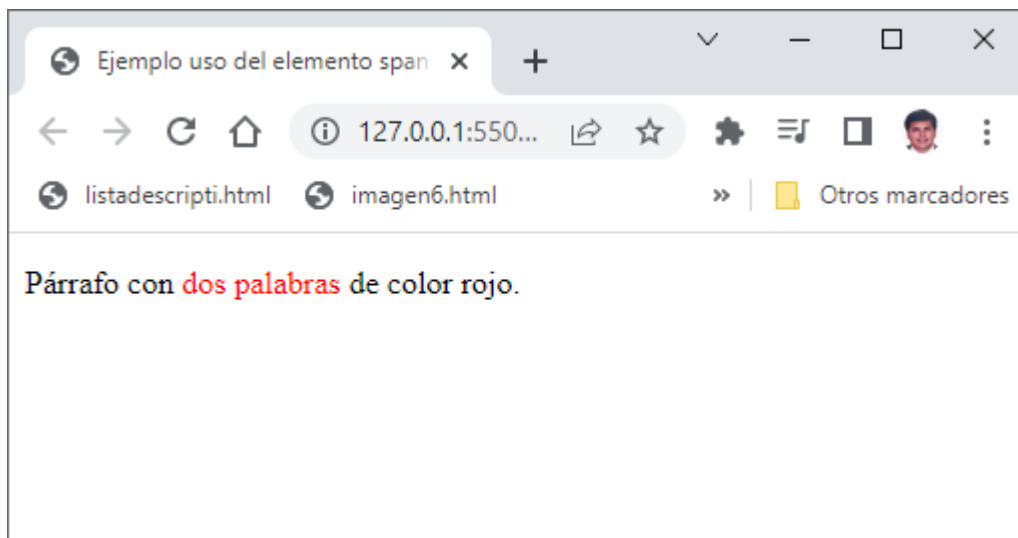 Ejemplo uso del elemento span
127.0.0.1:550...
listadescripti.html imagen6.html » Otros marcadores
Párrafo con dos palabras de color rojo.